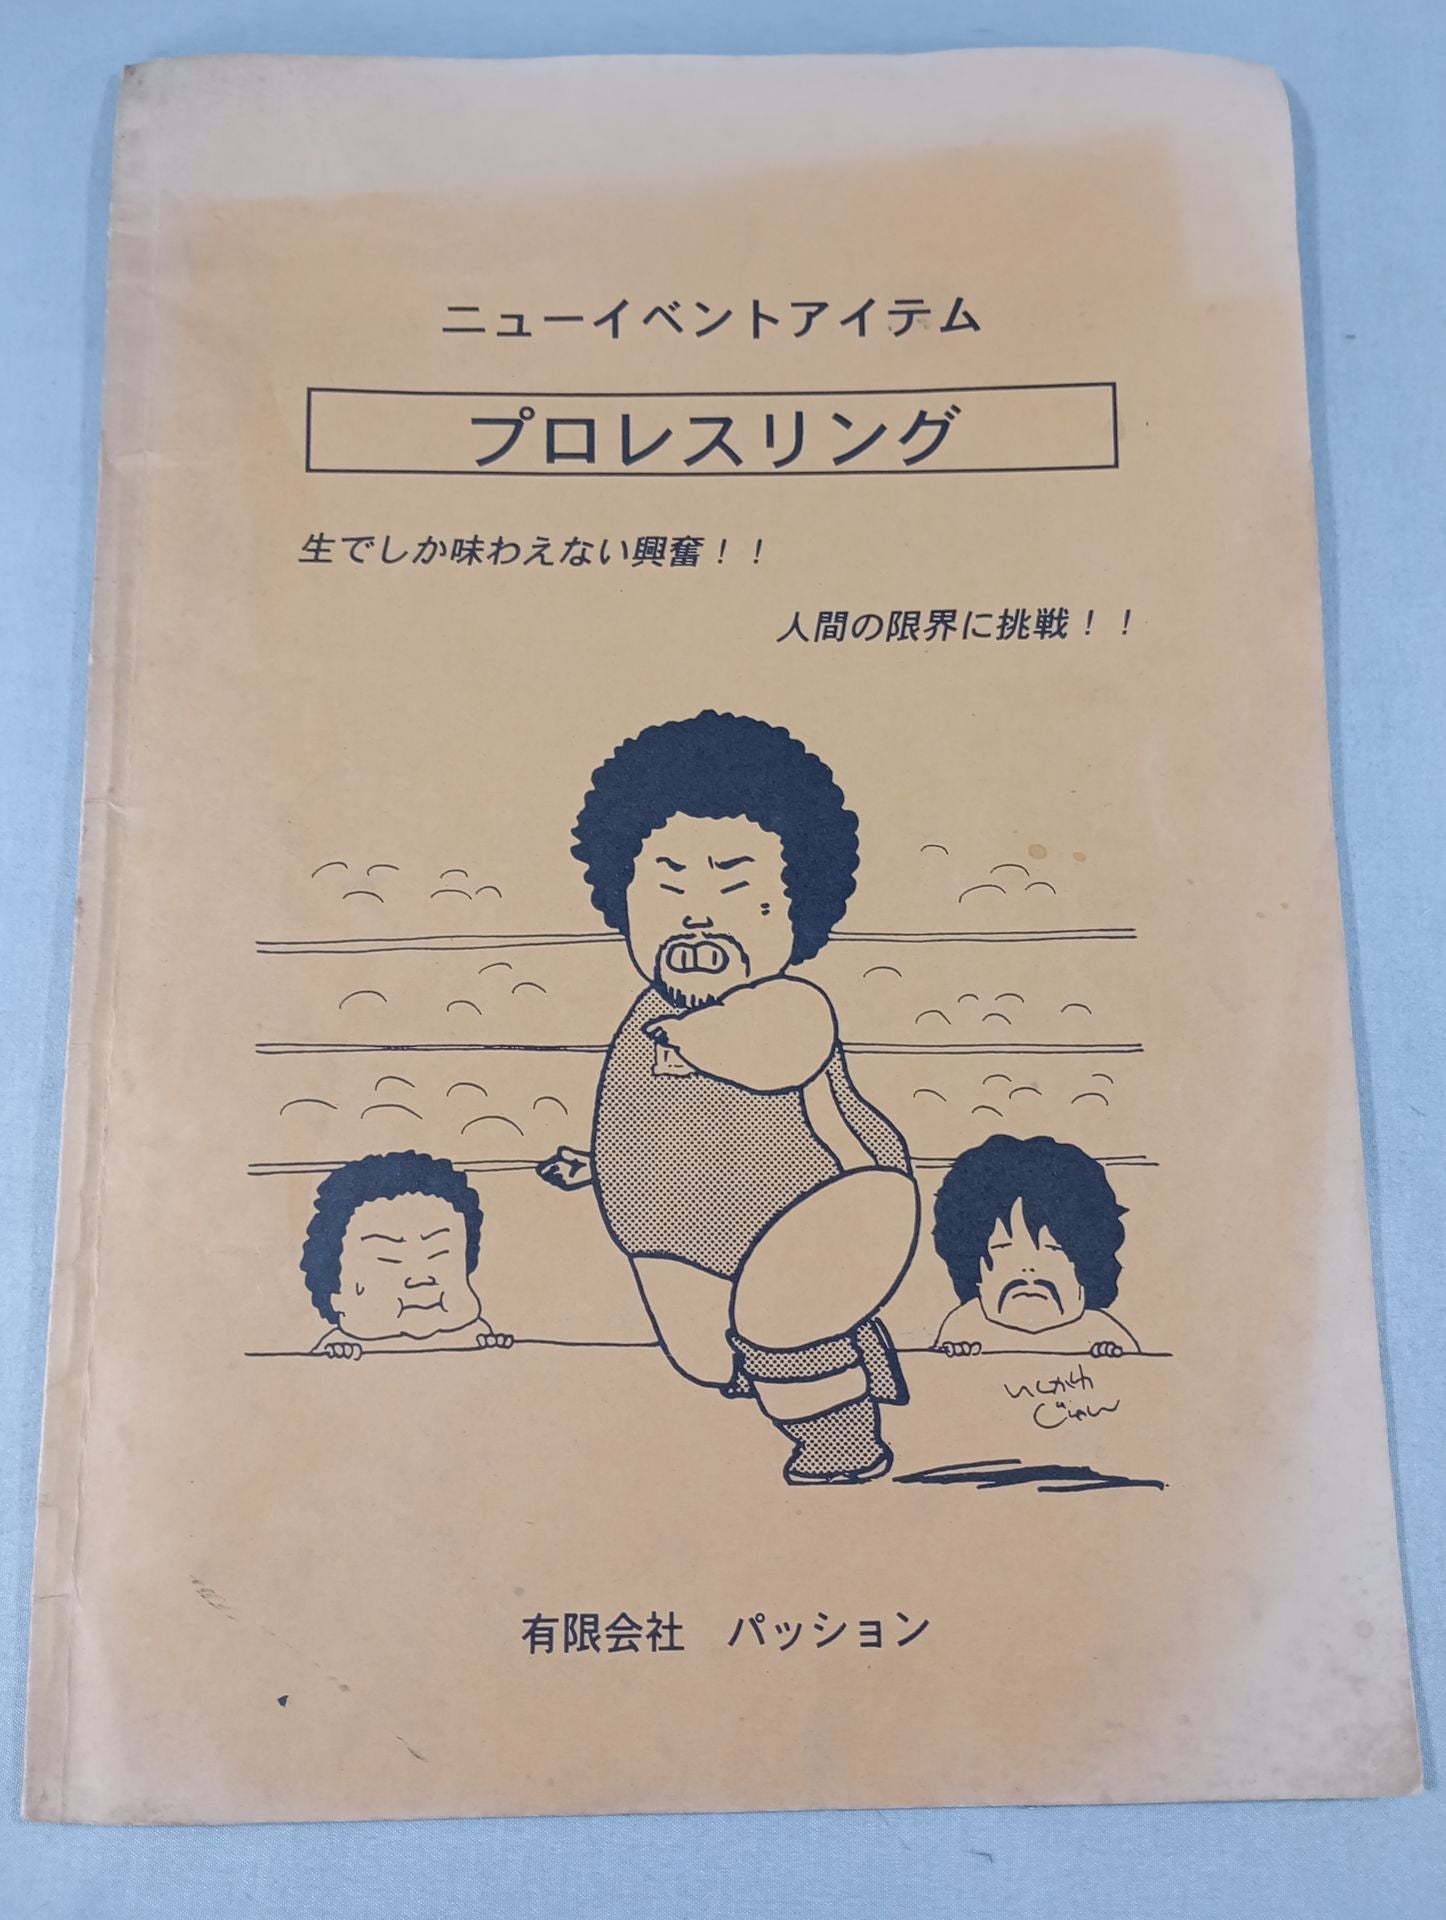 ニューイベントアイテム
プロレスリング
生でしか味わえない興奮！！
人間の限界に挑戦！！
有限会社　パッション